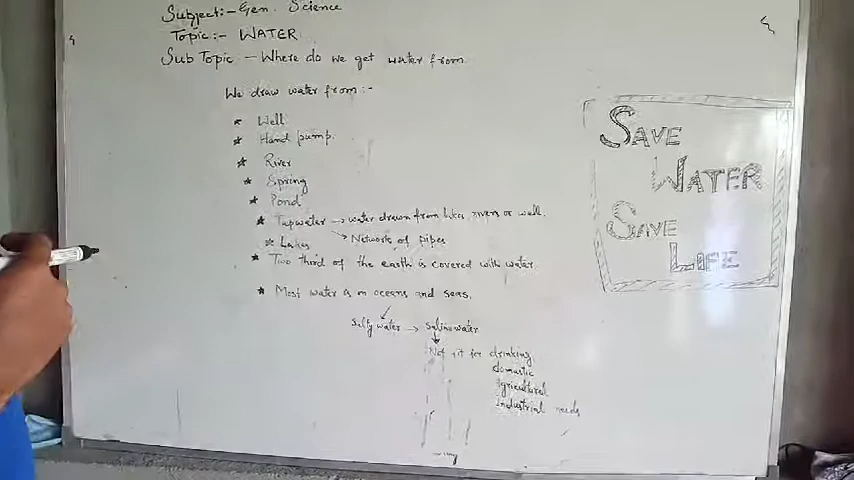 Subject:- Gen. Science
Topic:- WATER
Sub Topic - Where do we get water from.
We draw water from:-
* Well
* Hand pump.
* River
* Spring
* Pond
* Tapwater → water drawn from lakes, rivers or well.
→ Networks of pipes
* Lakes
* Two third of the earth is covered with water.
* Most water is in oceans and seas.
Salty water → Saline water
Not fit for drinking,
domestic
Agricultural
industrial needs
SAVE
WATER
SAVE
LIFE